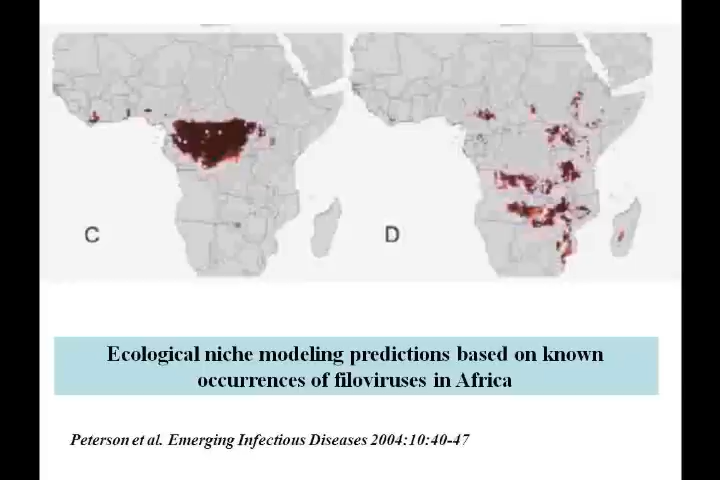 C
D
Ecological niche modeling predictions based on known
occurrences of filoviruses in Africa
Peterson et al. Emerging Infectious Diseases 2004:10:40-47